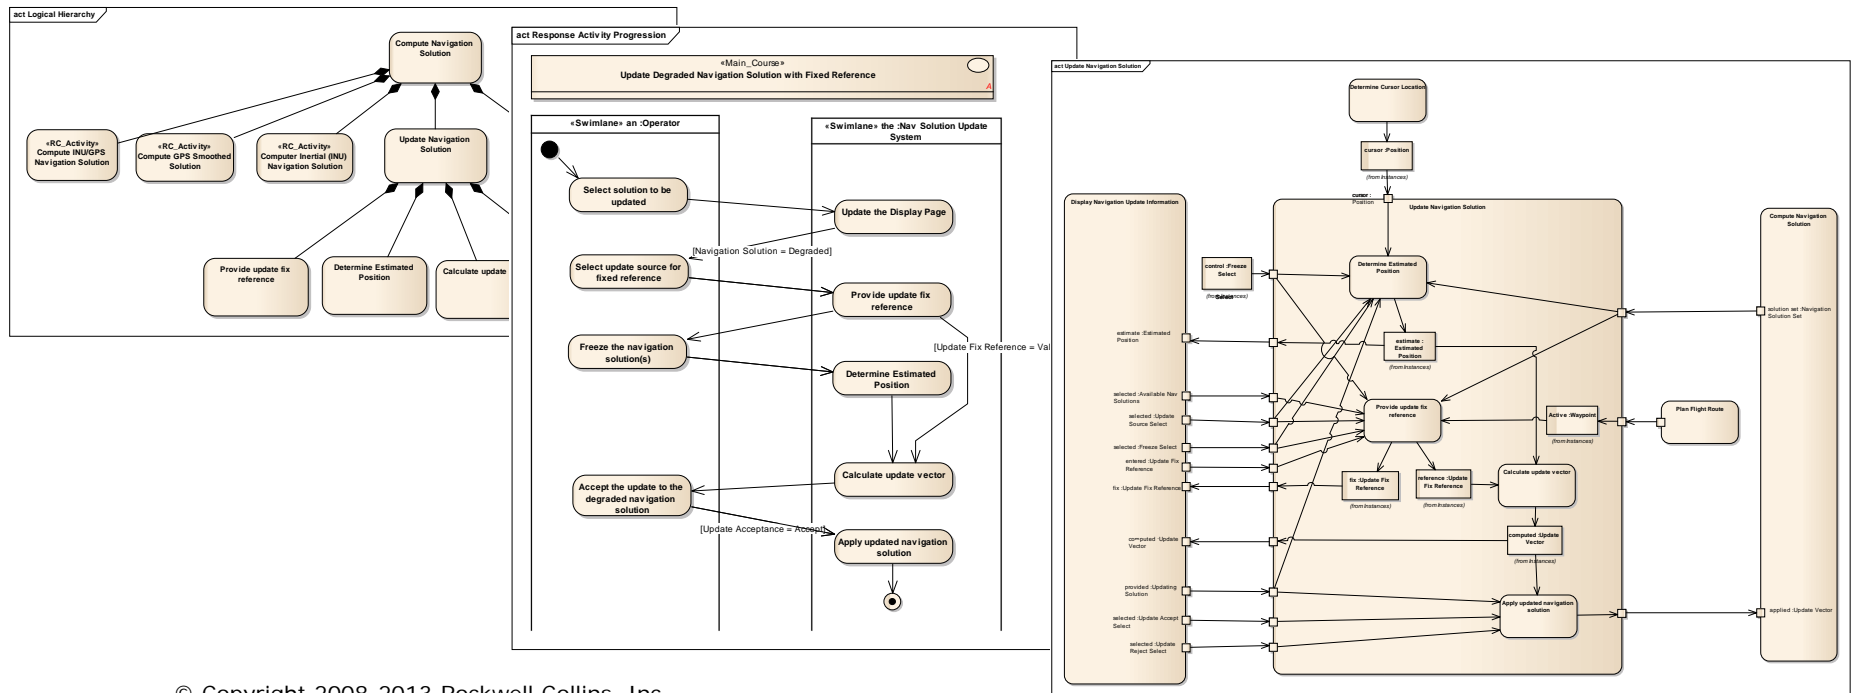 act Logical Hierarchy
Compute Navigation
Solution
«RC_Activity»
Compute INU/GPS
Navigation Solution
«RC_Activity»
Compute GPS Smoothed
Solution
«RC_Activity»
Computer Inertial (INU)
Navigation Solution
Update Navigation
Solution
Provide update fix
reference
Determine Estimated
Position
Calculate update
act Response Activity Progression
«Main_Course»
Update Degraded Navigation Solution with Fixed Reference
A
«Swimlane» an :Operator
«Swimlane» the :Nav Solution Update
System
Select solution to be
updated
Update the Display Page
[Navigation Solution = Degraded]
Select update source for
fixed reference
Provide update fix
reference
Freeze the navigation
solution(s)
[Update Fix Reference = Val
Determine Estimated
Position
Calculate update vector
Accept the update to the
degraded navigation
solution
[Update Acceptance = Accept]
Apply updated navigation
solution
act Update Navigation Solution
Determine Cursor Location
cursor :Position
(from Instances)
cursor :
Position
Display Navigation Update Information
Update Navigation Solution
Compute Navigation
Solution
control :Freeze
Select
(from Instances)
Determine Estimated
Position
solution set :Navigation
Solution Set
estimate :Estimated
Position
estimate :
Estimated
Position
(from Instances)
selected :Available Nav
Solutions
selected :Update
Source Select
selected :Freeze Select
entered :Update Fix
Reference
fix :Update Fix Reference
Provide update fix
reference
Active :Waypoint
(from Instances)
Plan Flight Route
fix :Update Fix
Reference
(from Instances)
reference :Update
Fix Reference
(from Instances)
Calculate update vector
computed :Update
Vector
computed :Update
Vector
(from Instances)
provided :Updating
Solution
selected :Update Accept
Select
selected :Update
Reject Select
Apply updated navigation
solution
applied :Update Vector
© Copyright 2008-2013 Rockwell Collins, Inc.